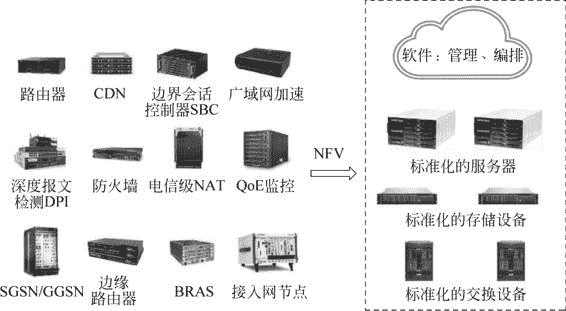 路由器
CDN
边界会话
控制器SBC
广域网加速
深度报文
检测DPI
防火墙
电信级NAT
QoE监控
SGSN/GGSN
边缘
路由器
BRAS
接入网节点
NFV
软件：管理、编排
标准化的服务器
标准化的存储设备
标准化的交换设备